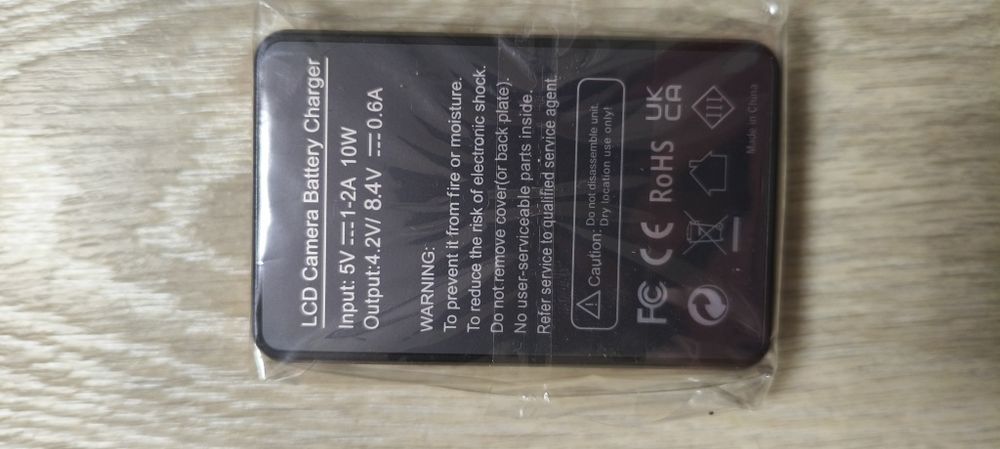 LCD Camera Battery Charger
Input: 5V⎓1-2A 10W
Output:4.2V/ 8.4V ⎓0.6A
WARNING:
To prevent it from fire or moisture.
To reduce the risk of electronic shock.
Do not remove cover(or back plate).
No user-serviceable parts inside.
Refer service to qualified service agent.
Caution: Do not disassemble unit.
Dry location use only!
FC CE RoHS UKCA
III
Made in China